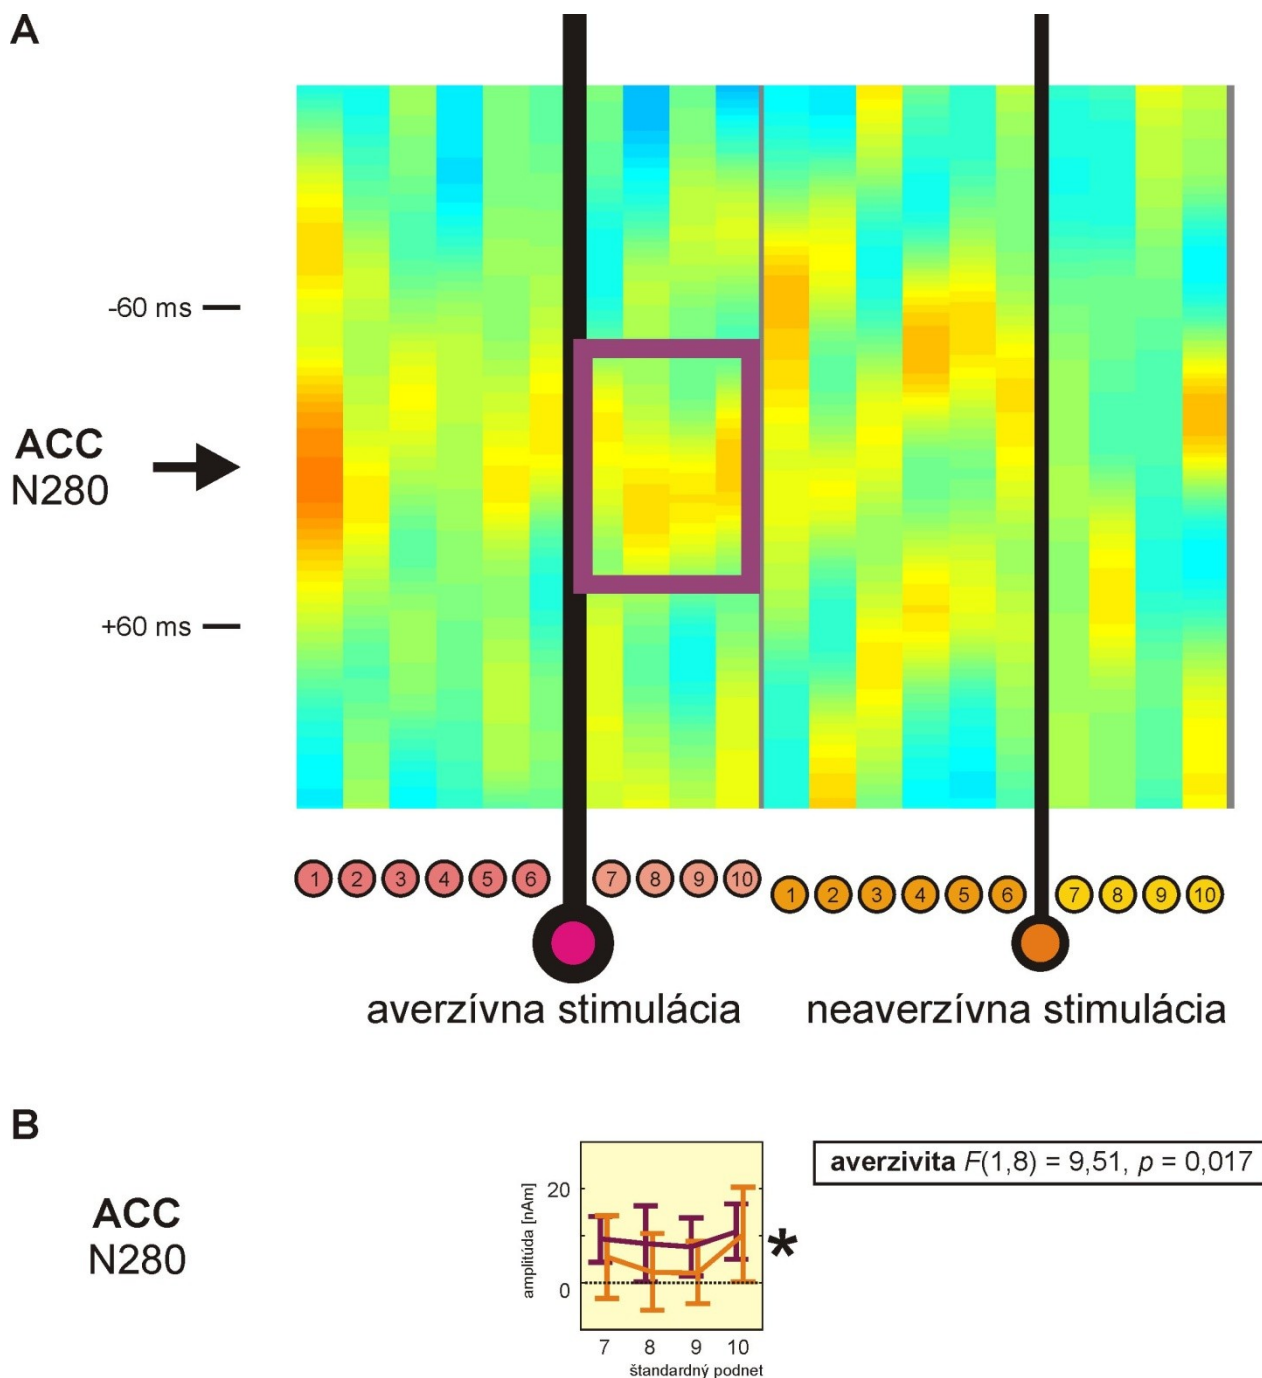 A
-60 ms
ACC
N280
+60 ms
1 2 3 4 5 6 7 8 9 10 1 2 3 4 5 6 7 8 9 10
averzívna stimulácia neaverzívna stimulácia
B
averzivita F(1,8) = 9,51, p = 0,017
ACC
N280
amplitúda [nAm]
20
0
7 8 9 10
štandardný podnet
*